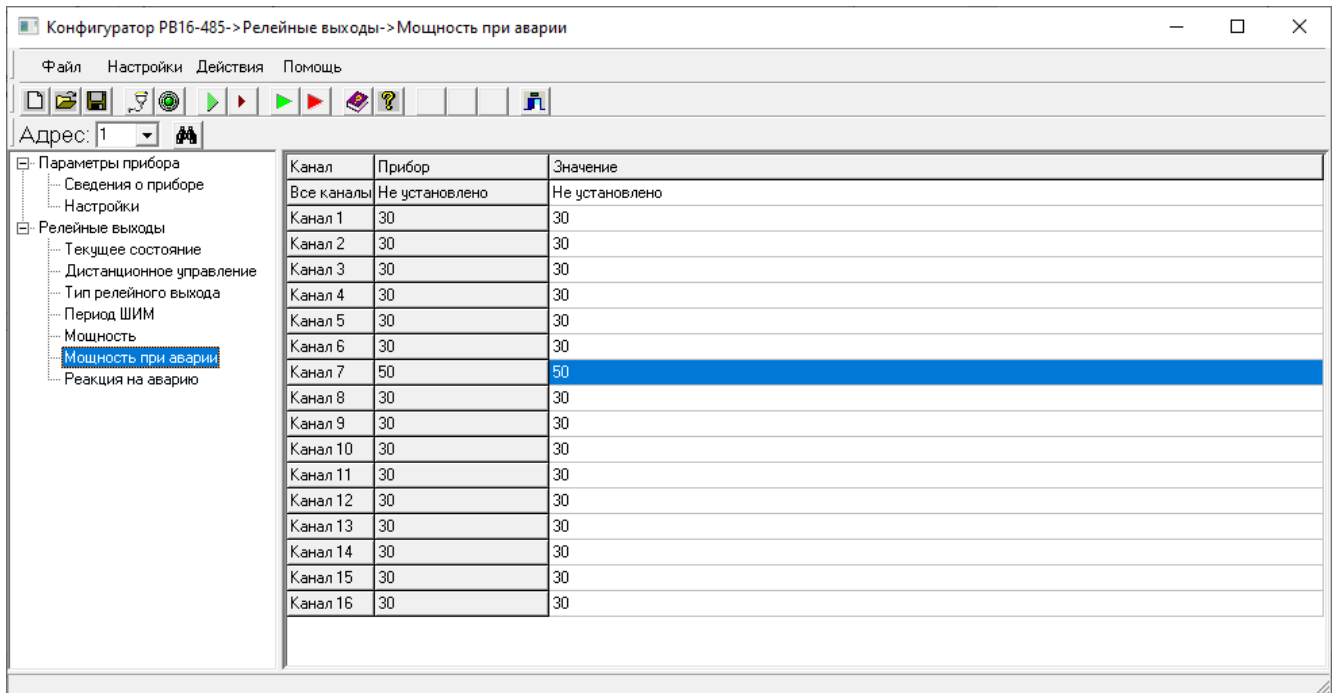 Конфигуратор РВ16-485->Релейные выходы->Мощность при аварии
Файл Настройки Действия Помощь
Адрес: 1
Параметры прибора
Сведения о приборе
Настройки
Релейные выходы
Текущее состояние
Дистанционное управление
Тип релейного выхода
Период ШИМ
Мощность
Мощность при аварии
Реакция на аварию
Канал Прибор Значение
Все каналы Не установлено Не установлено
Канал 1 30 30
Канал 2 30 30
Канал 3 30 30
Канал 4 30 30
Канал 5 30 30
Канал 6 30 30
Канал 7 50 50
Канал 8 30 30
Канал 9 30 30
Канал 10 30 30
Канал 11 30 30
Канал 12 30 30
Канал 13 30 30
Канал 14 30 30
Канал 15 30 30
Канал 16 30 30